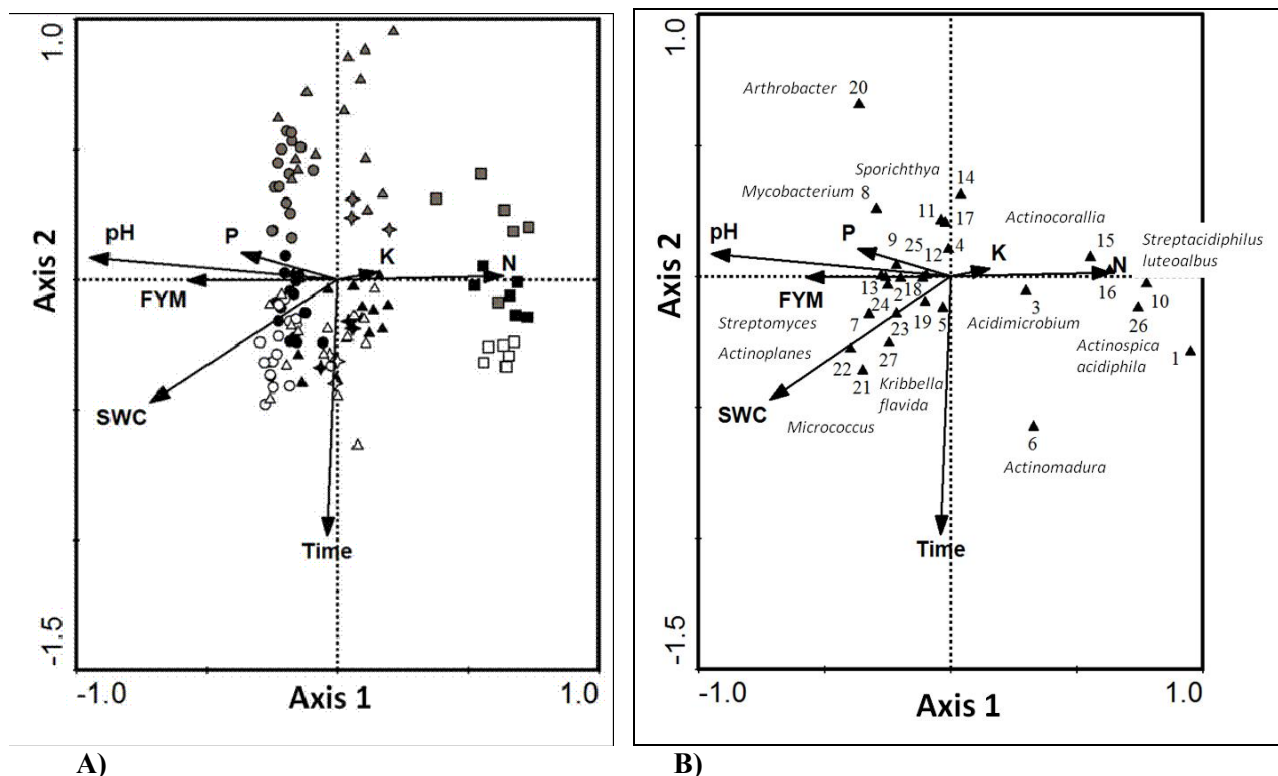 1.0
Axis 2
-1.5
pH
P
K
N
FYM
SWC
Time
-1.0
Axis 1
1.0
A)
1.0
Axis 2
-1.5
Arthrobacter
20
Sporichthya
14
Mycobacterium 8
11
17
Actinocorallia
pH
P
9
25
12
4
K
15
Streptacidiphilus
luteoalbus
N
FYM
13
2
18
16
10
24
3
Streptomyces
7
23
19
5
Acidimicrobium
26
Actinoplanes
27
Actinospica
acidiphila
1
22
21
Kribbella
flavida
SWC
Micrococcus
6
Actinomadura
Time
-1.0
Axis 1
1.0
B)